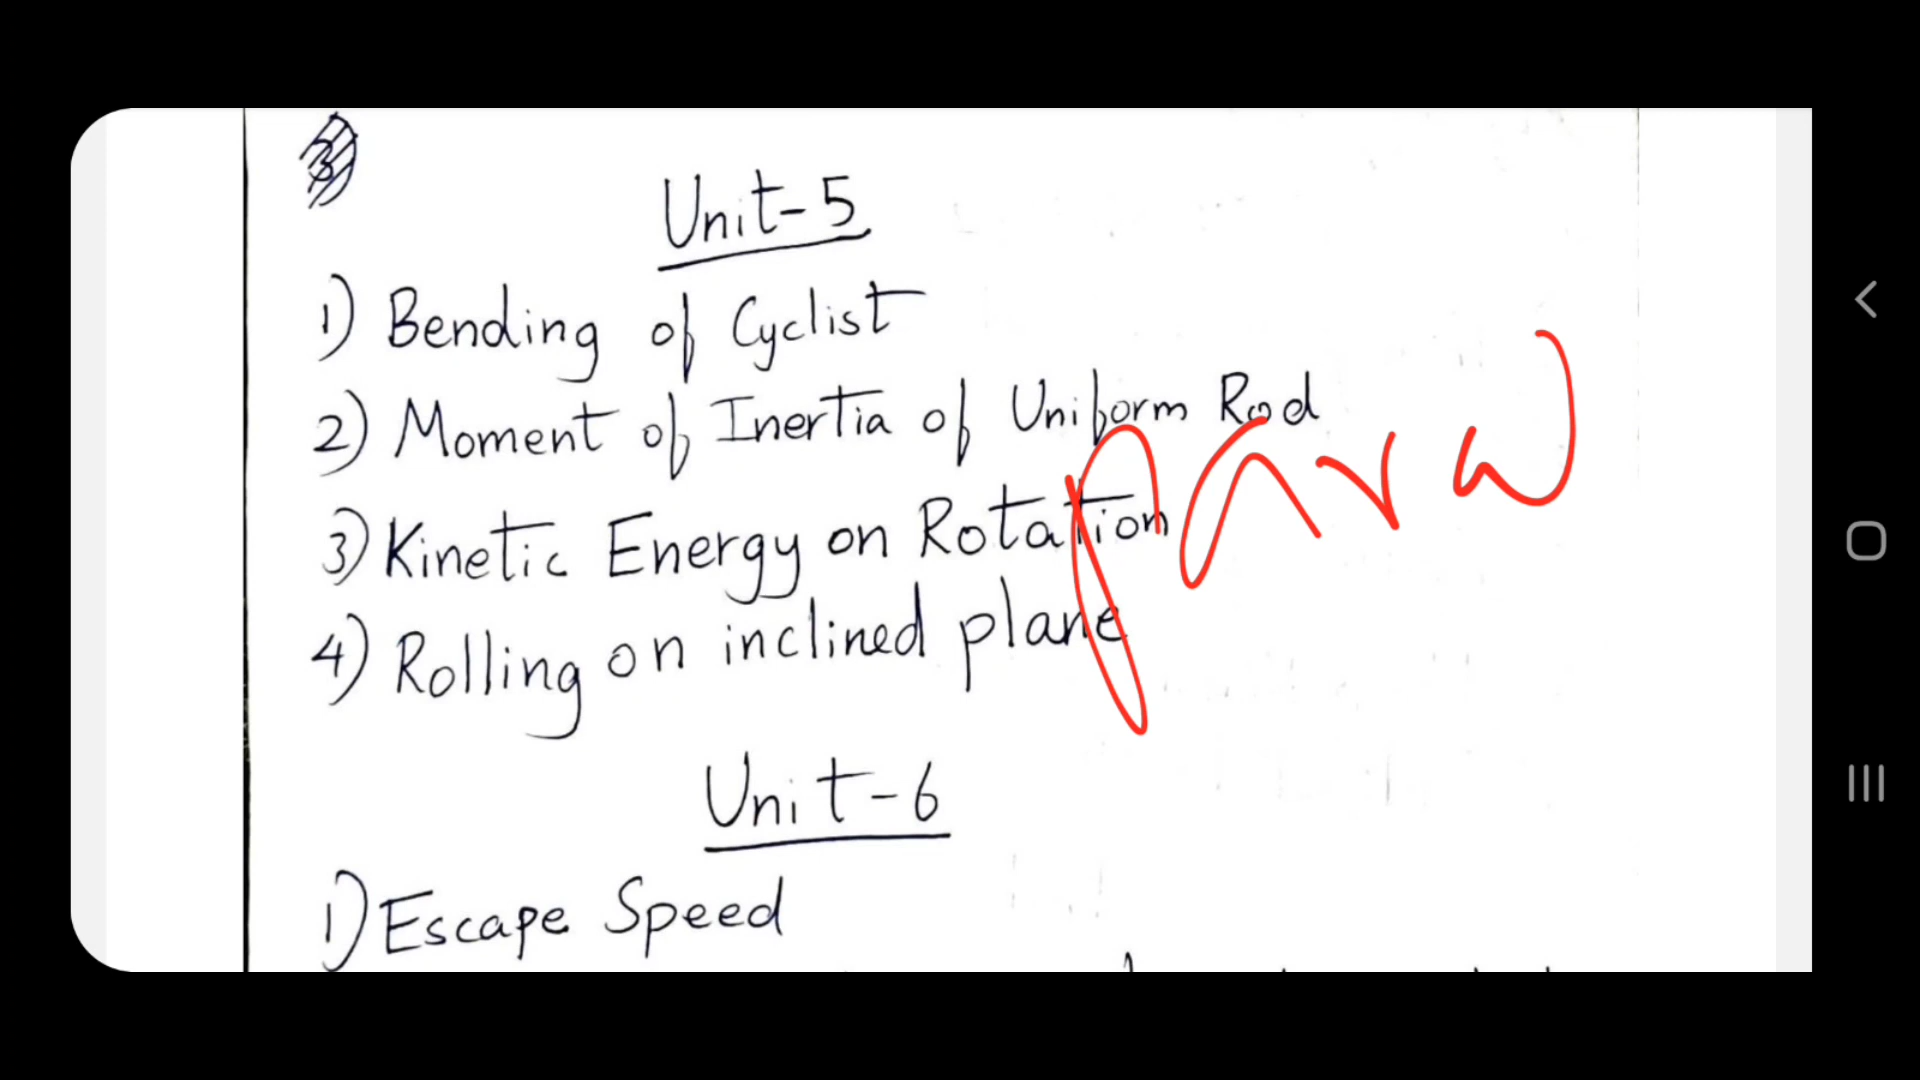 Unit-5
1) Bending of Cyclist
2) Moment of Inertia of Uniform Rod
3) Kinetic Energy on Rotation
4) Rolling on inclined plane
Unit-6
1) Escape Speed